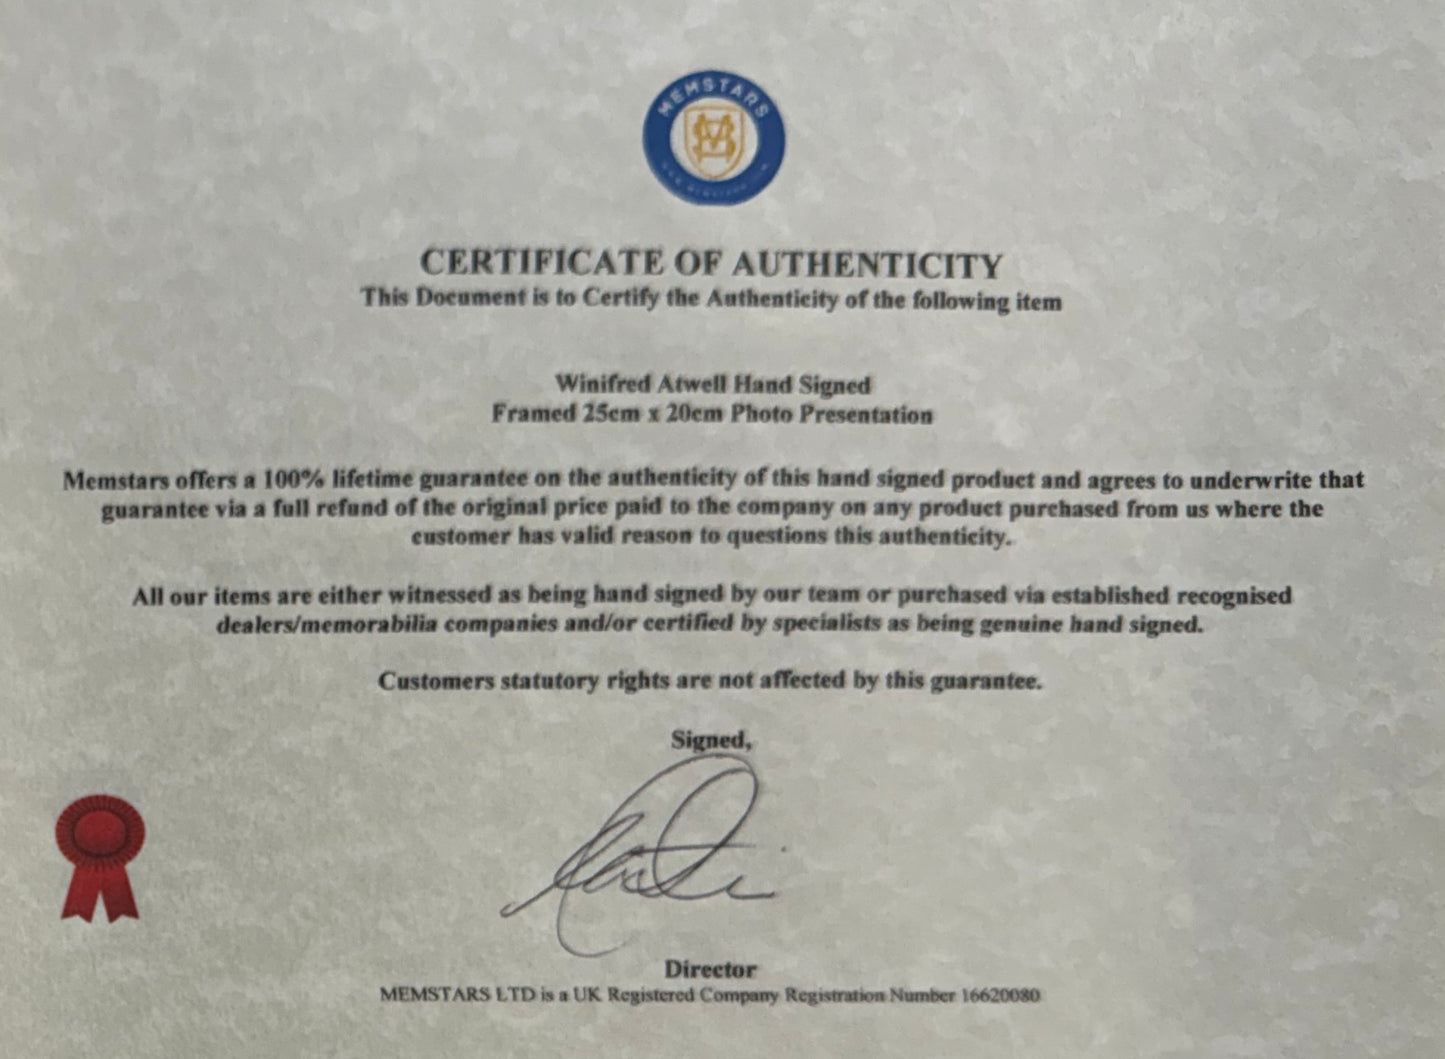 MEMSTARS
CERTIFICATE OF AUTHENTICITY
This Document is to Certify the Authenticity of the following item
Winifred Atwell Hand Signed
Framed 25cm x 20cm Photo Presentation
Memstars offers a 100% lifetime guarantee on the authenticity of this hand signed product and agrees to underwrite that
guarantee via a full refund of the original price paid to the company on any product purchased from us where the
customer has valid reason to questions this authenticity.
All our items are either witnessed as being hand signed by our team or purchased via established recognised
dealers/memorabilia companies and/or certified by specialists as being genuine hand signed.
Customers statutory rights are not affected by this guarantee.
Signed,
Director
MEMSTARS LTD is a UK Registered Company Registration Number 16620080